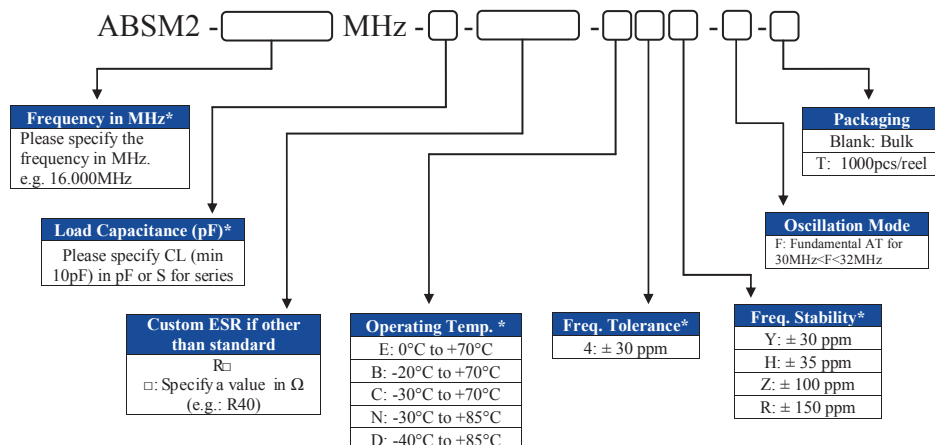 ABSM2 - MHz - - - -
Frequency in MHz*
Please specify the
frequency in MHz.
e.g. 16.000MHz
Load Capacitance (pF)*
Please specify CL (min
10pF) in pF or S for series
Custom ESR if other
than standard
R□
□: Specify a value in Ω
(e.g.: R40)
Operating Temp. *
E: 0°C to +70°C
B: -20°C to +70°C
C: -30°C to +70°C
N: -30°C to +85°C
D: -40°C to +85°C
Freq. Tolerance*
4: ± 30 ppm
Freq. Stability*
Y: ± 30 ppm
H: ± 35 ppm
Z: ± 100 ppm
R: ± 150 ppm
Oscillation Mode
F: Fundamental AT for
30MHz<F<32MHz
Packaging
Blank: Bulk
T: 1000pcs/reel